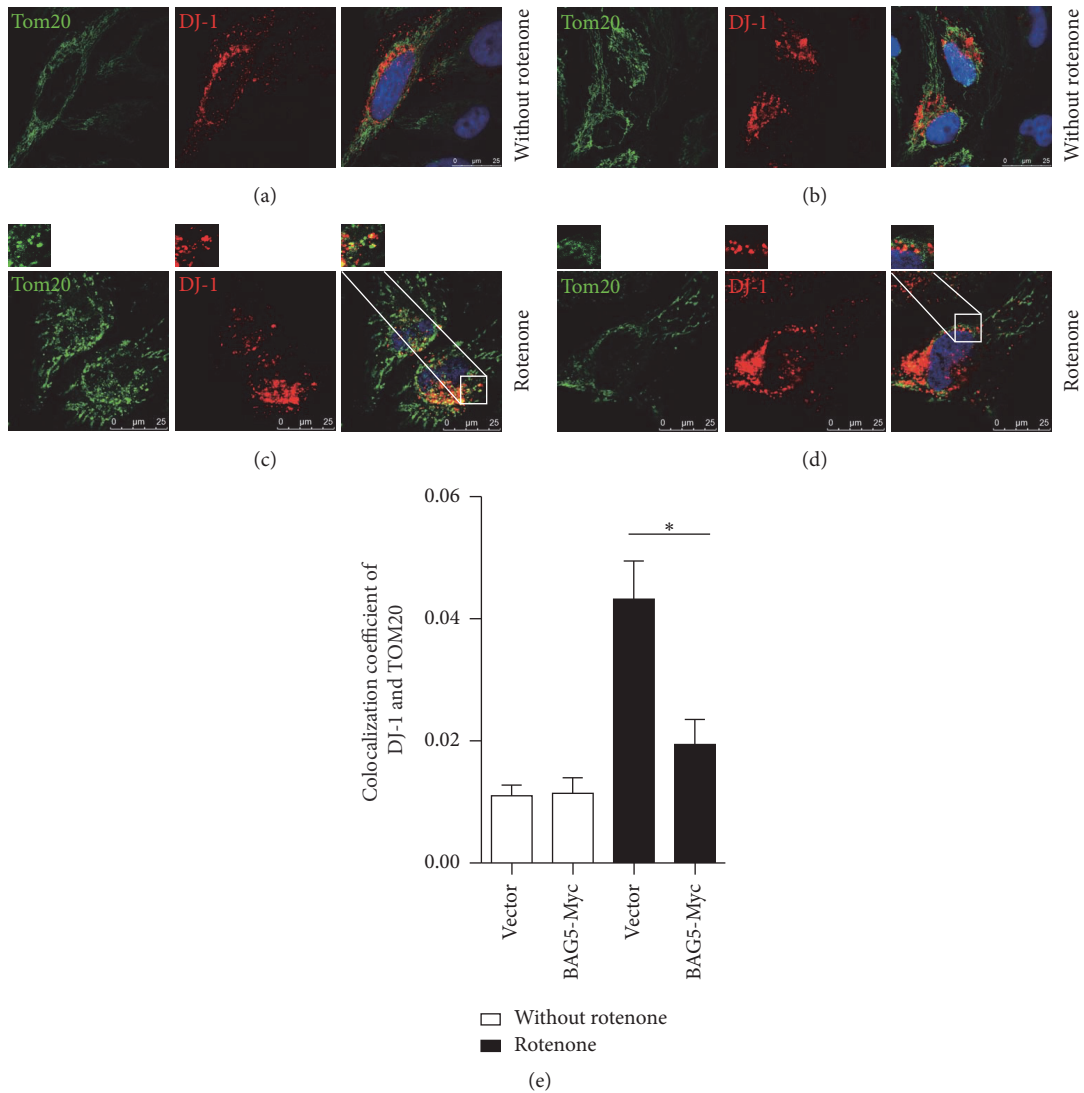 Tom20 DJ-1 Without rotenone
0 µm 25
(a)
Tom20 DJ-1 Without rotenone
0 µm 25
(b)
Tom20 DJ-1 Rotenone
0 µm 25 0 µm 25 0 µm 25
(c)
Tom20 DJ-1 Rotenone
0 µm 25 0 µm 25 0 µm 25
(d)
Colocalization coefficient of
DJ-1 and TOM20
0.06
0.04
0.02
0.00
*
Vector
BAG5-Myc
Vector
BAG5-Myc
Without rotenone
Rotenone
(e)